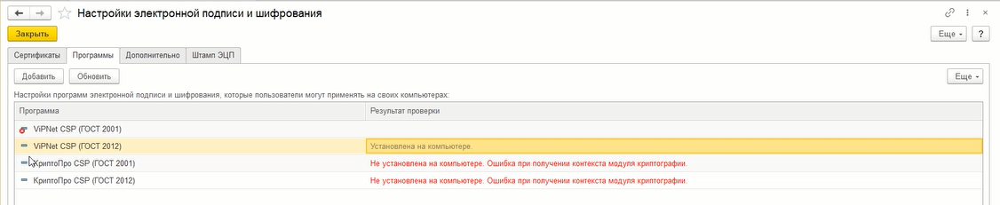 Настройки электронной подписи и шифрования
Закрыть
Еще
?
Сертификаты Программы Дополнительно Штамп ЭЦП
Добавить Обновить Еще
Настройки программ электронной подписи и шифрования, которые пользователи могут применять на своих компьютерах:
Программа Результат проверки
ViPNet CSP (ГОСТ 2001)
ViPNet CSP (ГОСТ 2012) Установлена на компьютере.
КриптоПро CSP (ГОСТ 2001) Не установлена на компьютере. Ошибка при получении контекста модуля криптографии.
КриптоПро CSP (ГОСТ 2012) Не установлена на компьютере. Ошибка при получении контекста модуля криптографии.